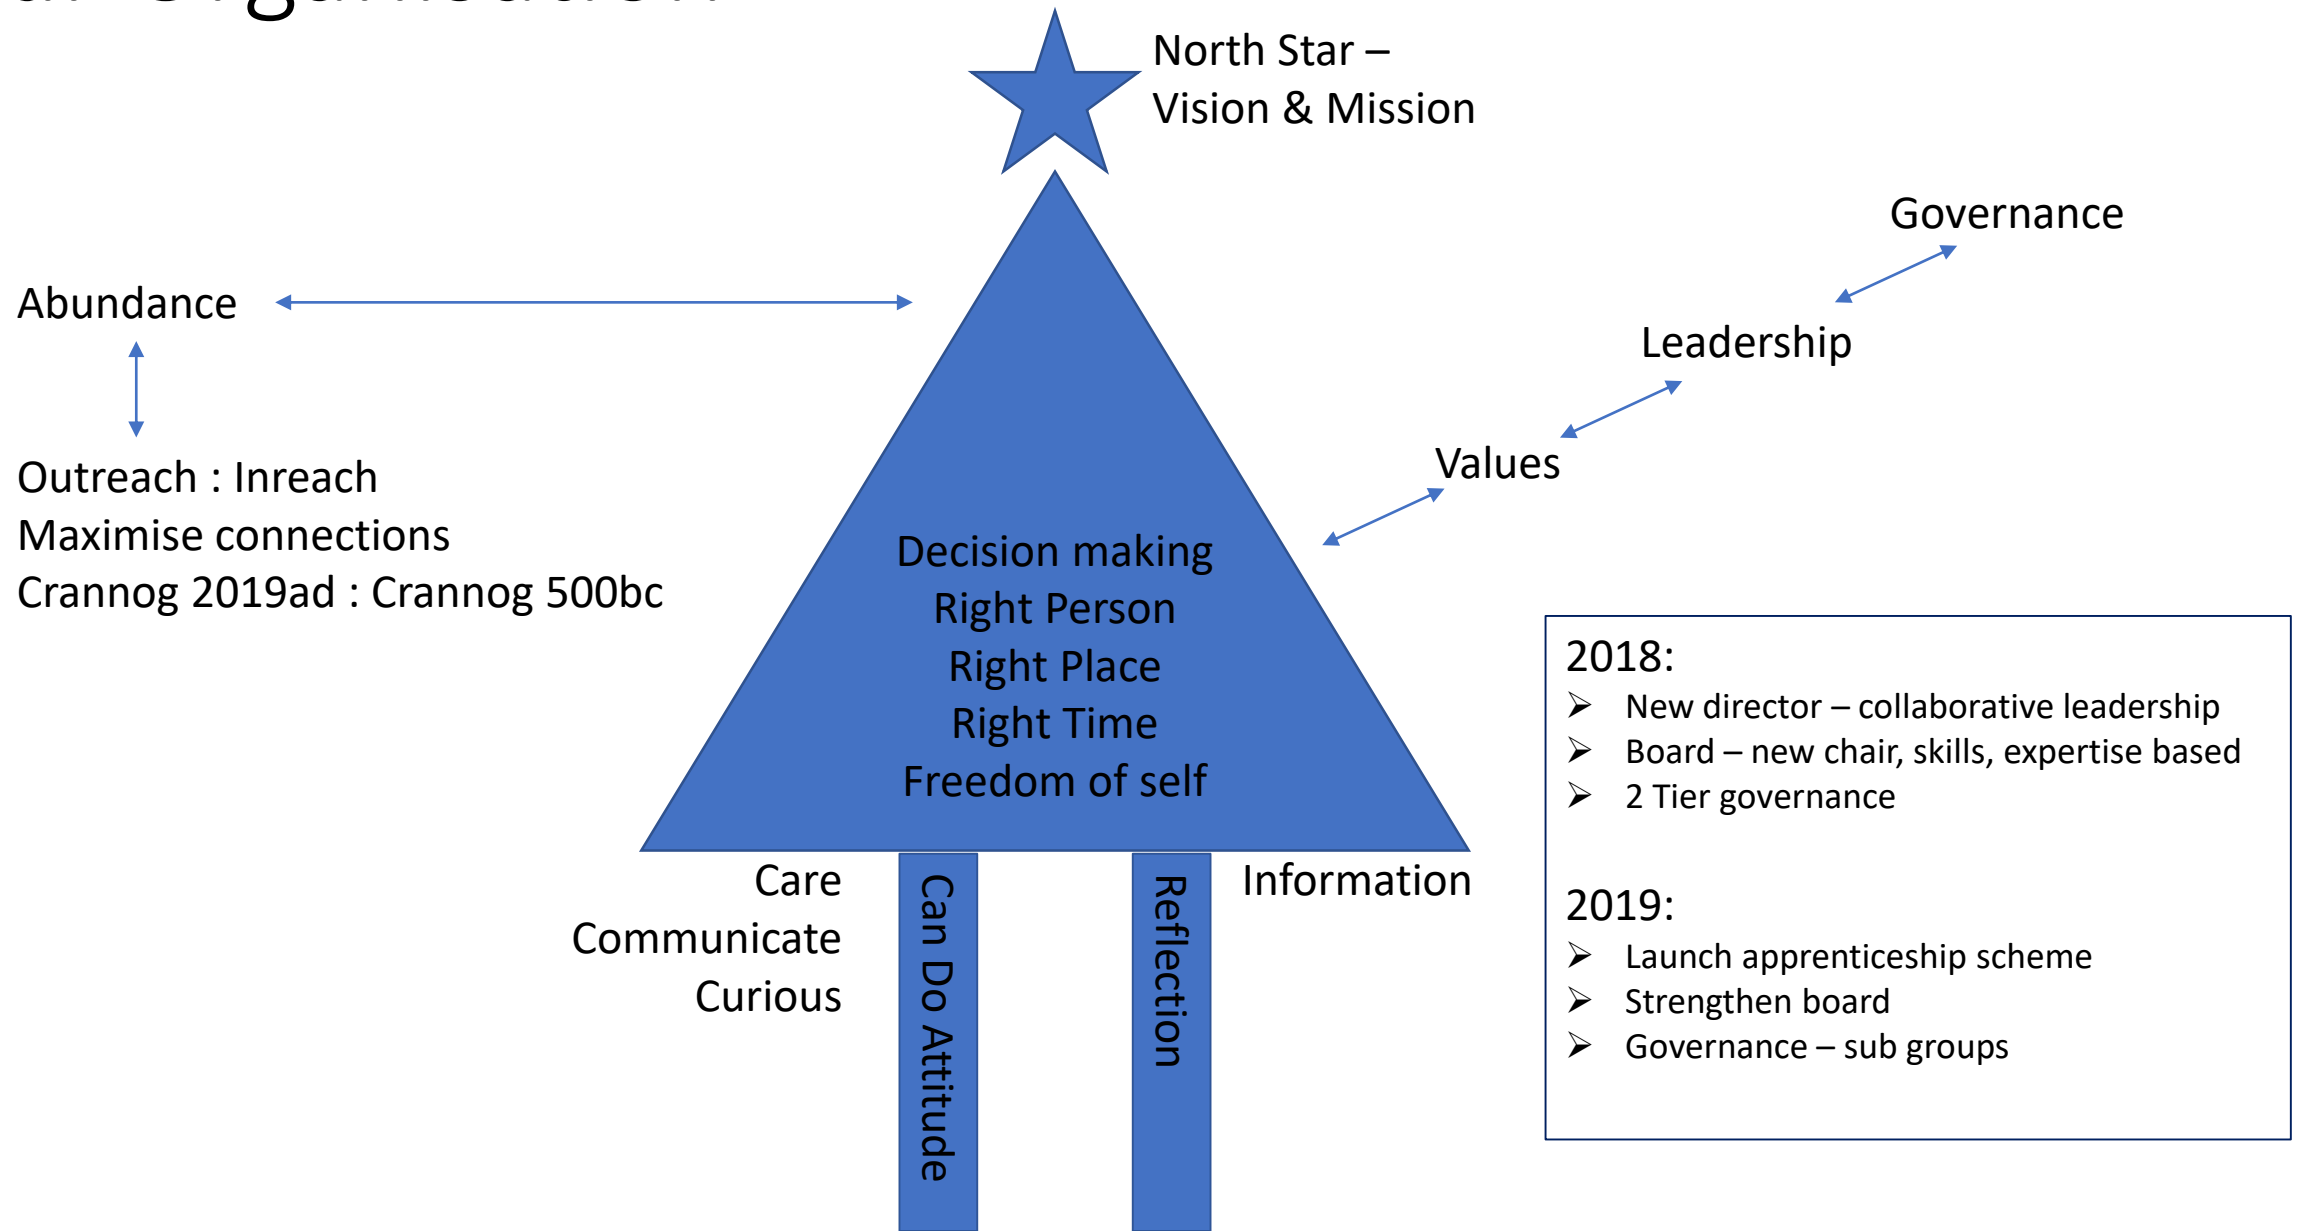 North Star –
Vision & Mission
Governance
Abundance
Leadership
Values
Outreach : Inreach
Maximise connections
Crannog 2019ad : Crannog 500bc
Decision making
Right Person
Right Place
Right Time
Freedom of self
Care
Communicate
Curious
Can Do Attitude
Reflection
Information
2018:
➢ New director – collaborative leadership
➢ Board – new chair, skills, expertise based
➢ 2 Tier governance
2019:
➢ Launch apprenticeship scheme
➢ Strengthen board
➢ Governance – sub groups